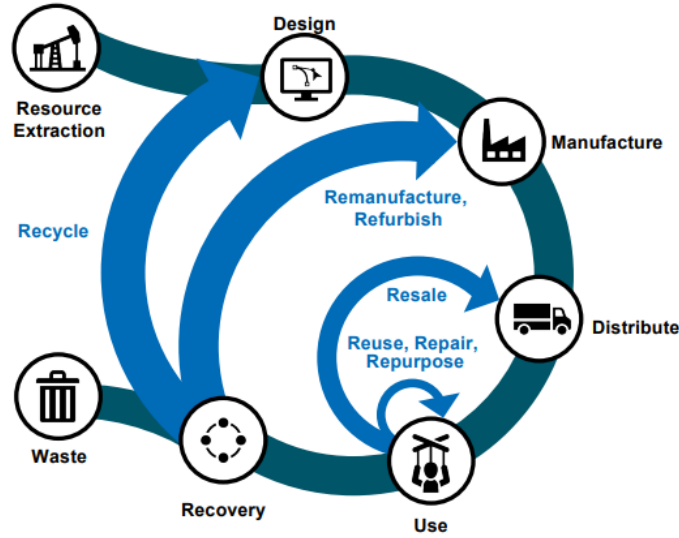 Design
Resource
Extraction
Manufacture
Remanufacture,
Refurbish
Recycle
Resale
Distribute
Reuse, Repair,
Repurpose
Waste
Recovery
Use